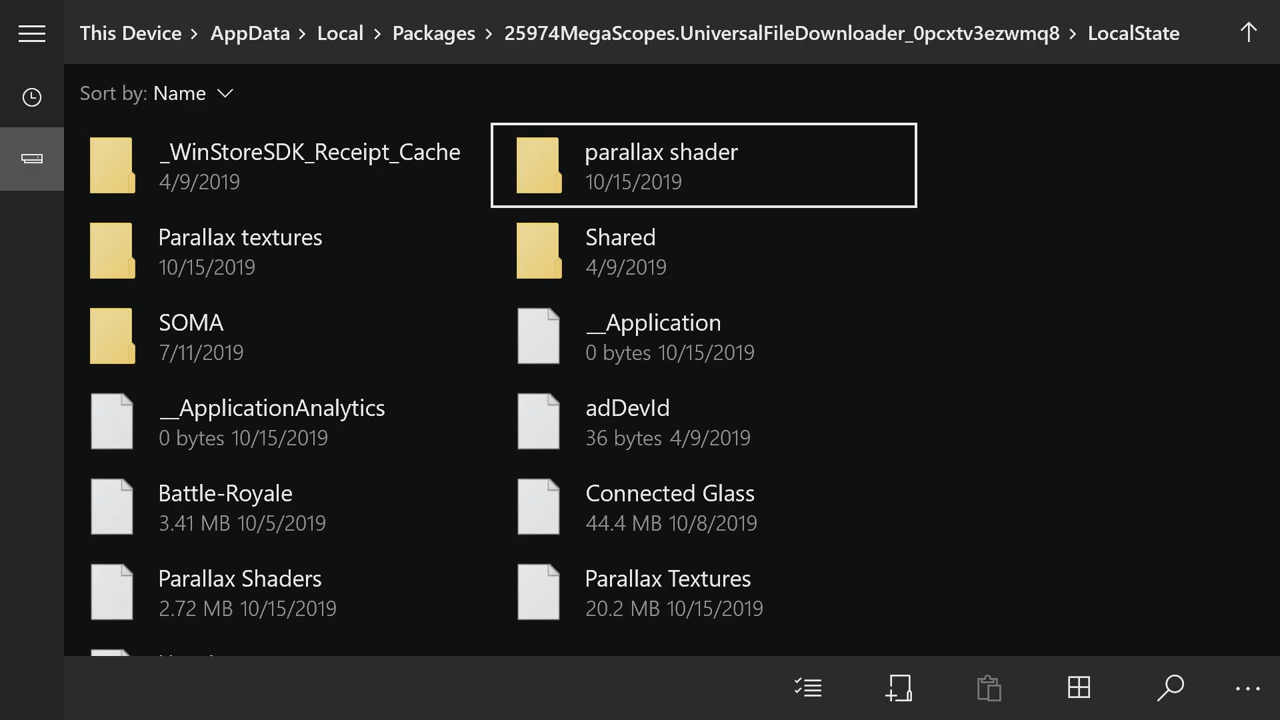 This Device > AppData > Local > Packages > 25974MegaScopes.UniversalFileDownloader_0pcxtv3ezwmq8 > LocalState
Sort by: Name
_WinStoreSDK_Receipt_Cache
4/9/2019
parallax shader
10/15/2019
Parallax textures
10/15/2019
Shared
4/9/2019
SOMA
7/11/2019
__Application
0 bytes 10/15/2019
__ApplicationAnalytics
0 bytes 10/15/2019
adDevId
36 bytes 4/9/2019
Battle-Royale
3.41 MB 10/5/2019
Connected Glass
44.4 MB 10/8/2019
Parallax Shaders
2.72 MB 10/15/2019
Parallax Textures
20.2 MB 10/15/2019